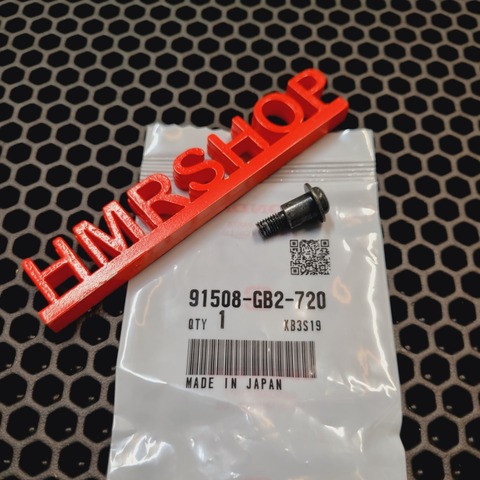 HMRSHOP
91508-GB2-720
QTY 1 XB3S19
MADE IN JAPAN